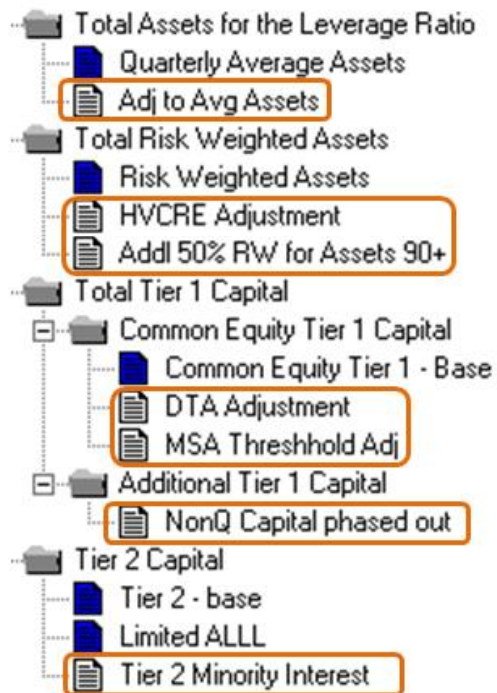 Total Assets for the Leverage Ratio
Quarterly Average Assets
Adj to Avg Assets
Total Risk Weighted Assets
Risk Weighted Assets
HVCRE Adjustment
Addl 50% RW for Assets 90+
Total Tier 1 Capital
Common Equity Tier 1 Capital
Common Equity Tier 1 - Base
DTA Adjustment
MSA Threshhold Adj
Additional Tier 1 Capital
NonQ Capital phased out
Tier 2 Capital
Tier 2 - base
Limited ALLL
Tier 2 Minority Interest